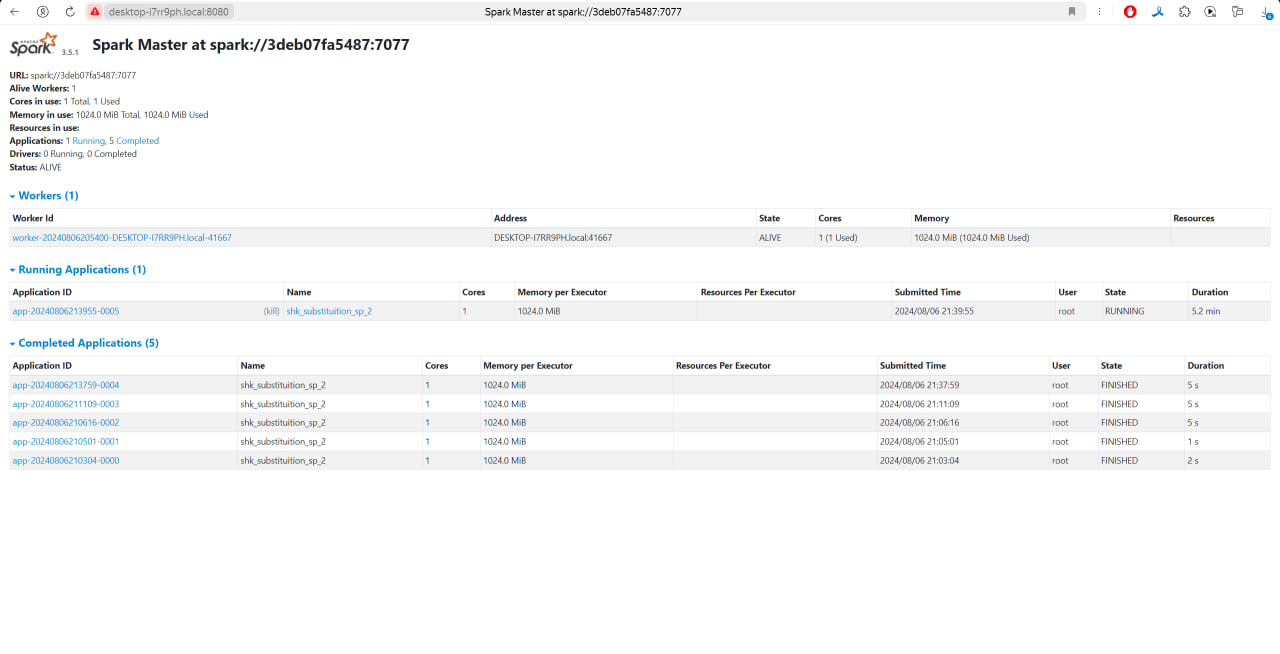 desktop-i7rr9ph.local:8080 Spark Master at spark://3deb07fa5487:7077
APACHE Spark 3.5.1 Spark Master at spark://3deb07fa5487:7077
URL: spark://3deb07fa5487:7077
Alive Workers: 1
Cores in use: 1 Total, 1 Used
Memory in use: 1024.0 MiB Total, 1024.0 MiB Used
Resources in use:
Applications: 1 Running, 5 Completed
Drivers: 0 Running, 0 Completed
Status: ALIVE
Workers (1)
Worker Id Address State Cores Memory Resources
worker-20240806205400-DESKTOP-I7RR9PH.local-41667 DESKTOP-I7RR9PH.local:41667 ALIVE 1 (1 Used) 1024.0 MiB (1024.0 MiB Used)
Running Applications (1)
Application ID Name Cores Memory per Executor Resources Per Executor Submitted Time User State Duration
app-20240806213955-0005 (kill) shk_substituition_sp_2 1 1024.0 MiB 2024/08/06 21:39:55 root RUNNING 5.2 min
Completed Applications (5)
Application ID Name Cores Memory per Executor Resources Per Executor Submitted Time User State Duration
app-20240806213759-0004 shk_substituition_sp_2 1 1024.0 MiB 2024/08/06 21:37:59 root FINISHED 5 s
app-20240806211109-0003 shk_substituition_sp_2 1 1024.0 MiB 2024/08/06 21:11:09 root FINISHED 5 s
app-20240806210616-0002 shk_substituition_sp_2 1 1024.0 MiB 2024/08/06 21:06:16 root FINISHED 5 s
app-20240806210501-0001 shk_substituition_sp_2 1 1024.0 MiB 2024/08/06 21:05:01 root FINISHED 1 s
app-20240806210304-0000 shk_substituition_sp_2 1 1024.0 MiB 2024/08/06 21:03:04 root FINISHED 2 s